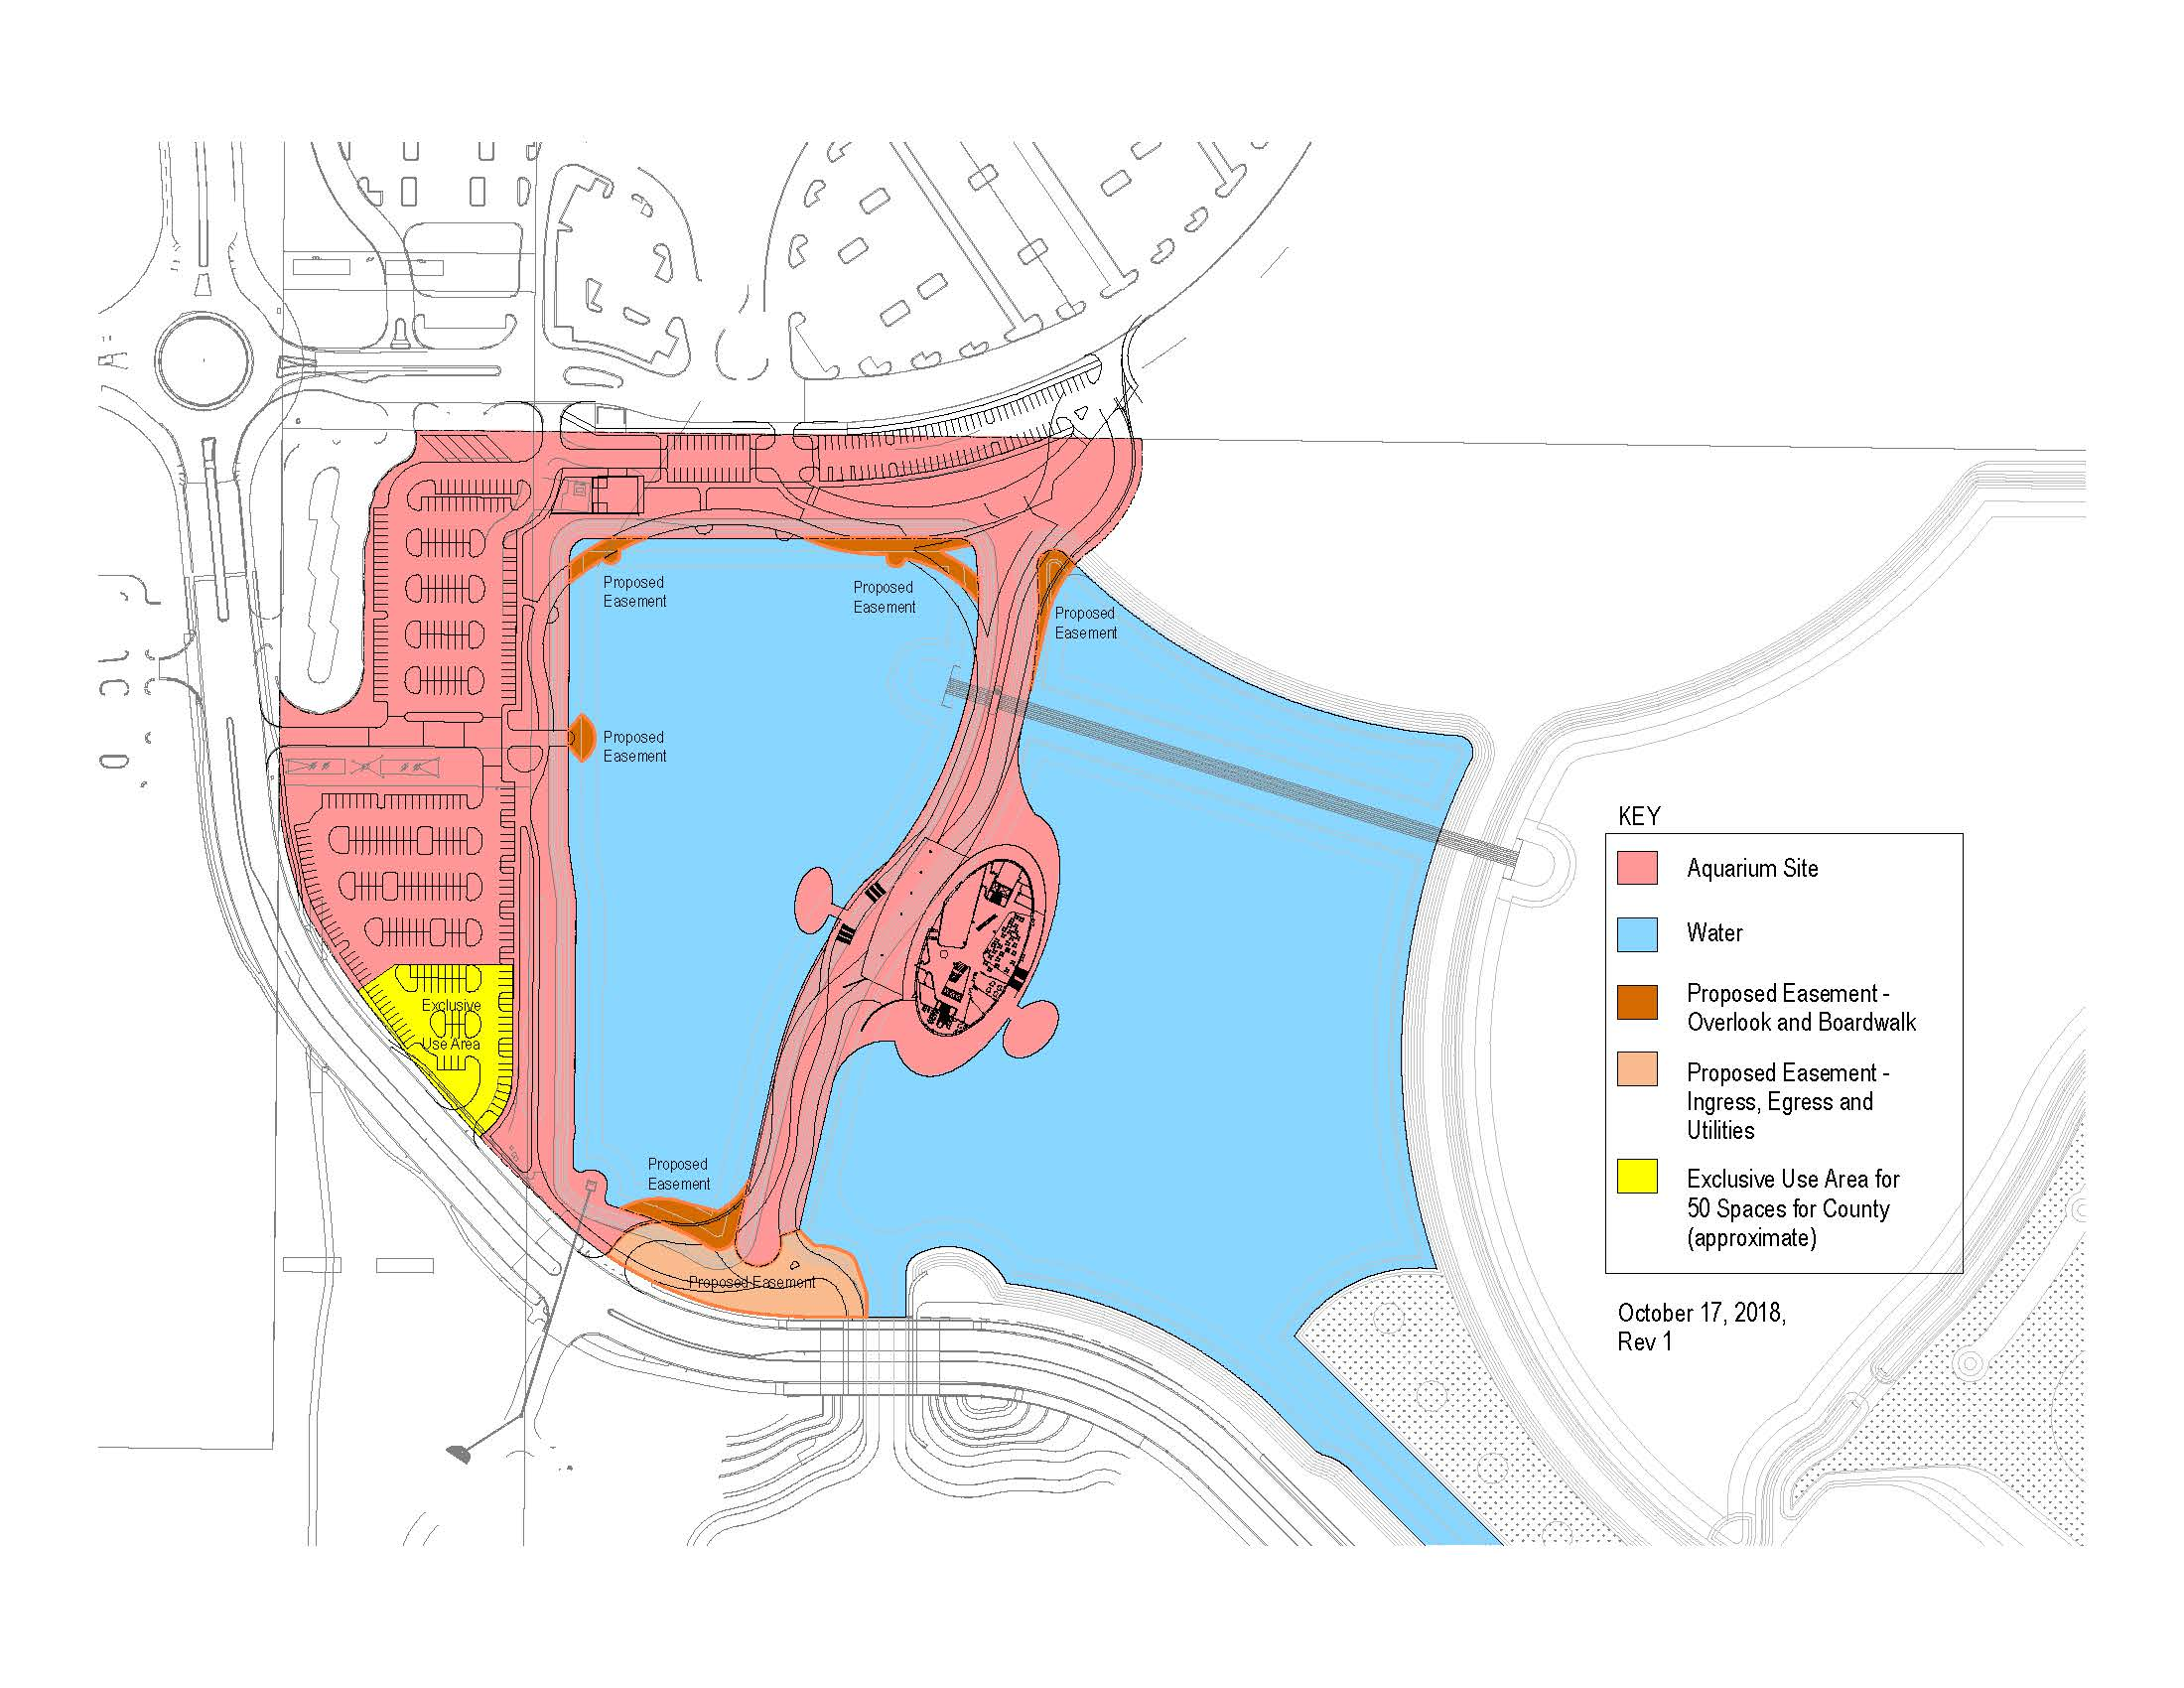 Proposed
Easement
Proposed
Easement
Proposed
Easement
Proposed
Easement
Exclusive
Use Area
Proposed
Easement
Proposed Easement
KEY
Aquarium Site
Water
Proposed Easement -
Overlook and Boardwalk
Proposed Easement -
Ingress, Egress and
Utilities
Exclusive Use Area for
50 Spaces for County
(approximate)
October 17, 2018,
Rev 1